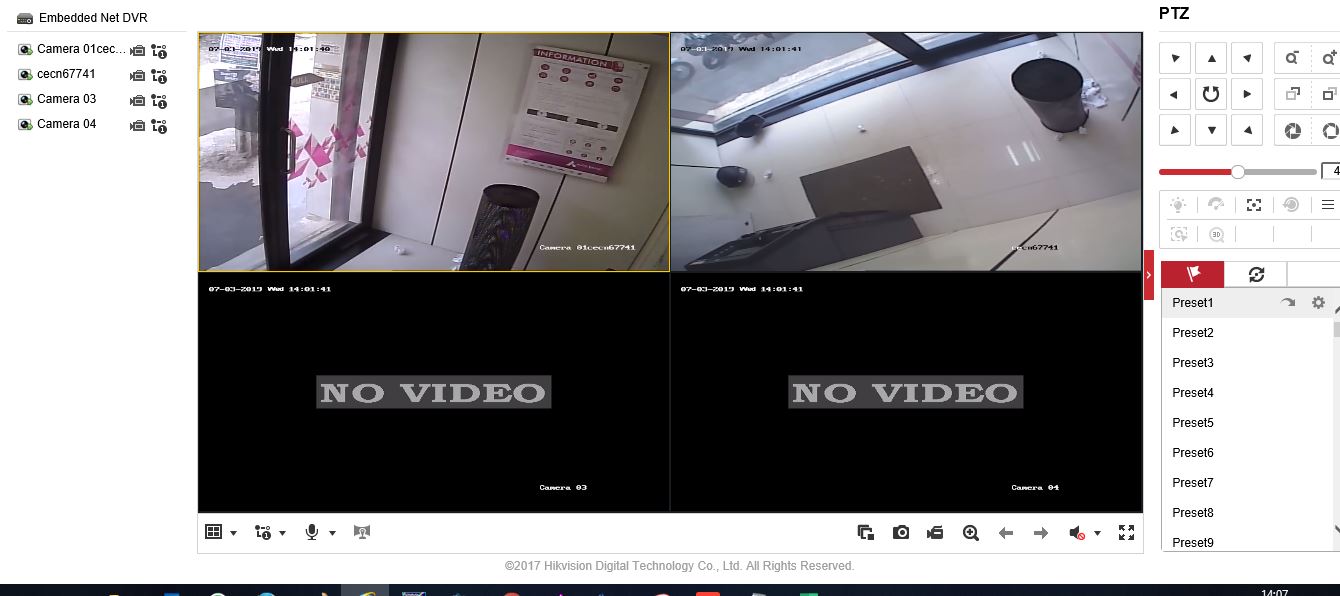 Embedded Net DVR
PTZ
Camera 01cec...
cecn67741
Camera 03
Camera 04
07-03-2019 Wed 14:01:40
INFORMATION
Camera 01cecn67741
07-03-2019 Wed 14:01:41
cecn67741
07-03-2019 Wed 14:01:41
NO VIDEO
Camera 03
07-03-2019 Wed 14:01:41
NO VIDEO
Camera 04
4
3D
Preset1
Preset2
Preset3
Preset4
Preset5
Preset6
Preset7
Preset8
Preset9
©2017 Hikvision Digital Technology Co., Ltd. All Rights Reserved.
14:07